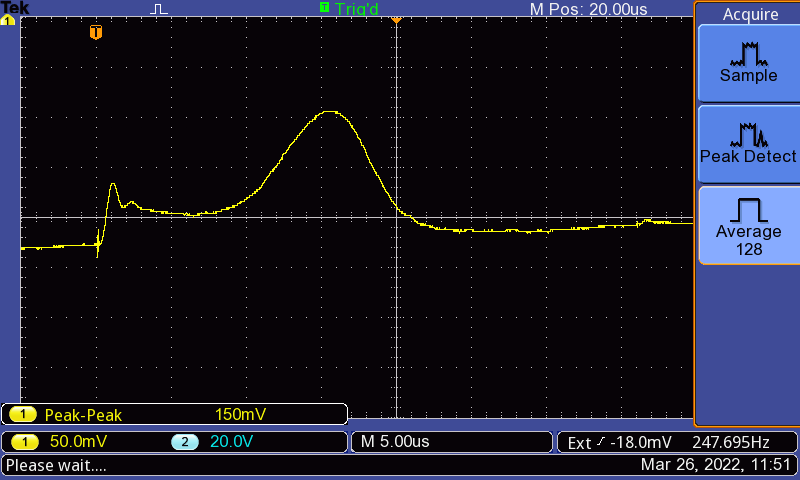 Tek
T Trig'd
M Pos: 20.00us
1
T
Acquire
Sample
Peak Detect
Average
128
1 Peak-Peak 150mV
1 50.0mV 2 20.0V M 5.00us Ext -18.0mV 247.695Hz
Please wait.... Mar 26, 2022, 11:51